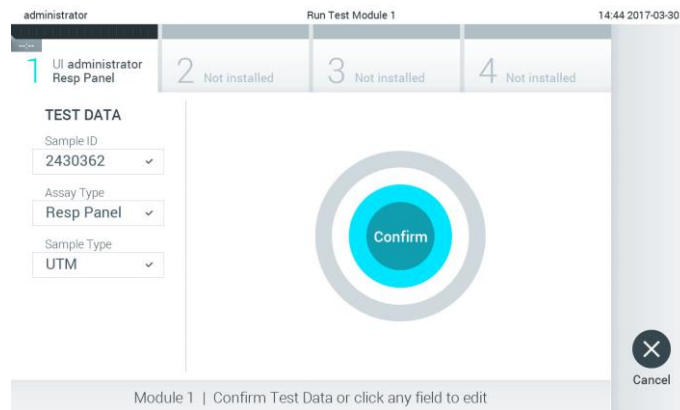 administrator
Run Test Module 1
14:44 2017-03-30
--:--
1
UI administrator
Resp Panel
2 Not installed
3 Not installed
4 Not installed
TEST DATA
Sample ID
2430362
Assay Type
Resp Panel
Sample Type
UTM
Confirm
Cancel
Module 1 | Confirm Test Data or click any field to edit